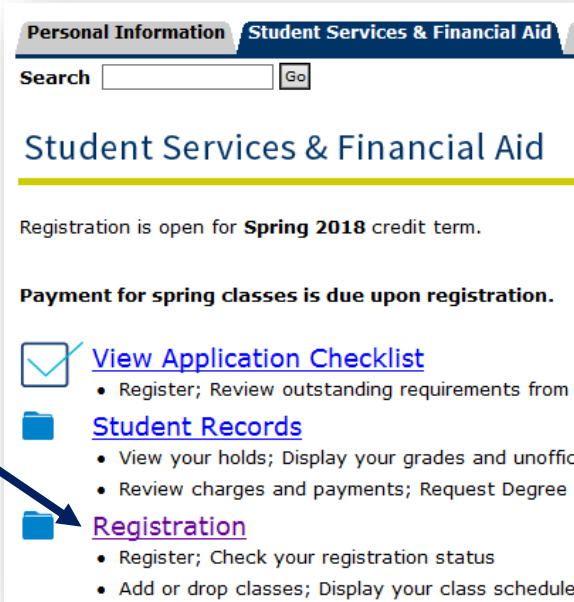 Personal Information Student Services & Financial Aid
Search Go
Student Services & Financial Aid
Registration is open for Spring 2018 credit term.
Payment for spring classes is due upon registration.
View Application Checklist
• Register; Review outstanding requirements from
Student Records
• View your holds; Display your grades and unoffic
• Review charges and payments; Request Degree
Registration
• Register; Check your registration status
• Add or drop classes; Display your class schedule